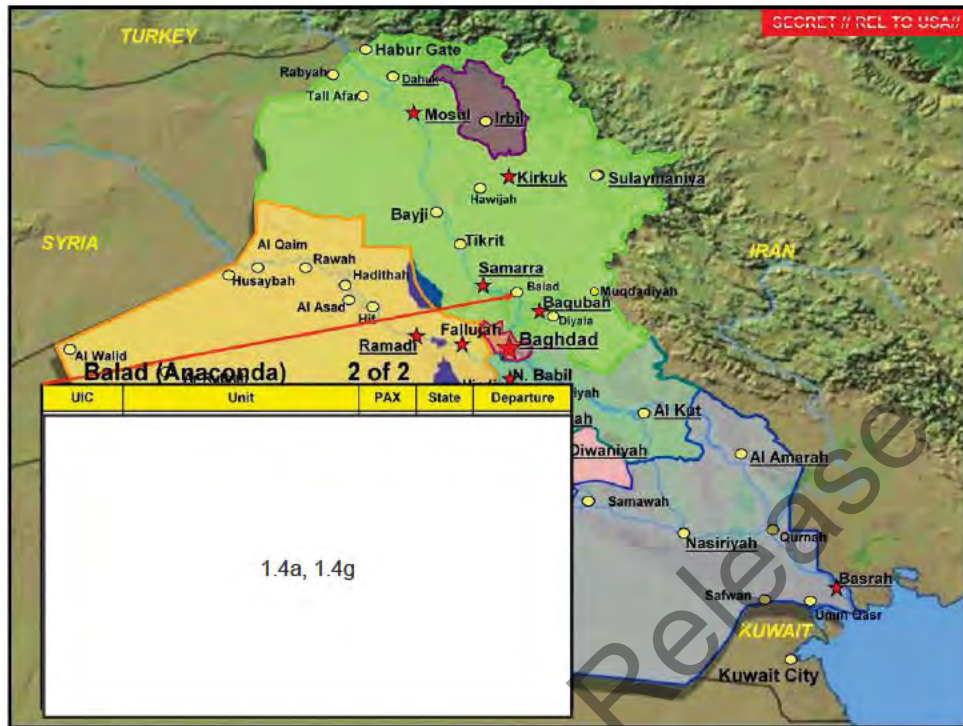 SECRET // REL TO USA//
TURKEY
Habur Gate
Rabyah
Dahuk
Tall Afar
Mosul
Irbil
Kirkuk
Sulaymaniya
Hawijah
Bayji
SYRIA
Tikrit
IRAN
Al Qaim
Rawah
Husaybah
Hadithah
Samarra
Balad
Muqdadiyah
Al Asad
Hit
Baqubah
Diyala
Fallujah
Ramadi
Baghdad
Al Walid
Balad (Anaconda) 2 of 2
N. Babil
UIC Unit PAX State Departure
iyah
Al Kut
ah
Diwaniyah
Al Amarah
Samawah
Nasiriyah
Qurnah
1.4a, 1.4g
Basrah
Safwan
Umm Qasr
KUWAIT
Kuwait City
Release